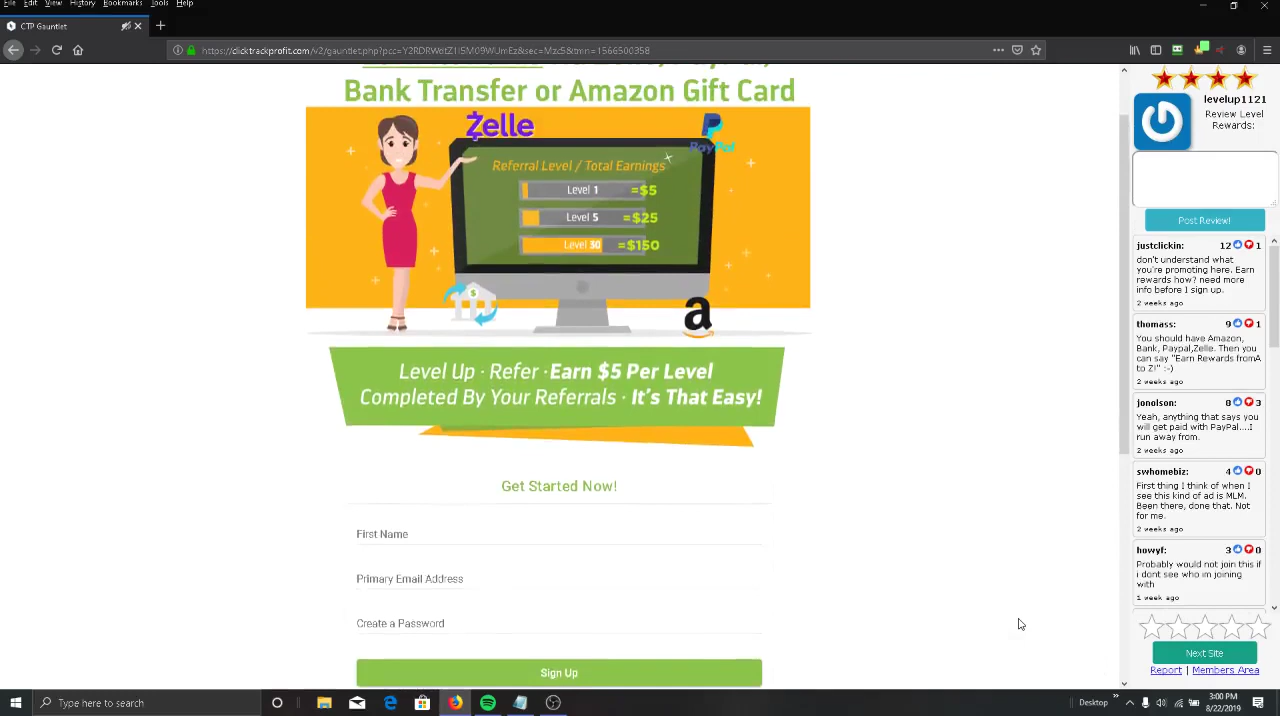 File Edit View History Bookmarks Tools Help
CTP Gauntlet
Bank Transfer or Amazon Gift Card
Zelle
PayPal
Referral Level / Total Earnings
Level 1 =$5
Level 5 =$25
Level 30 =$150
a
Level Up · Refer · Earn $5 Per Level
Completed By Your Referrals · It's That Easy!
Get Started Now!
First Name
Primary Email Address
Create a Password
Sign Up
levelup1121
Review Level
Rewards:
Post Review!
justclickin: 12 1
don't understand what
you're promoting here. Earn
rewards how? need more
info before I sign up.
2 weeks ago
thomass: 9 1
You should have Amazon,
Bank, Paypal,Zelle. Then you
can say "Earn Rewards fromA
to Z!" :-)
2 weeks ago
jonolson: 8 3
Yeah, anything that says you
will get paid with PayPal...I
run away from.
2 weeks ago
swhomebiz: 4 0
First thing I think of when I
see this kind of ad is MLM.
Been there, done that. Not
for me.
2 weeks ago
howyf: 3 0
Probably would not join this if
i dont see who im joining
with
1 week ago
Next Site
Report | Members Area
Type here to search
Desktop
3:00 PM
8/22/2019